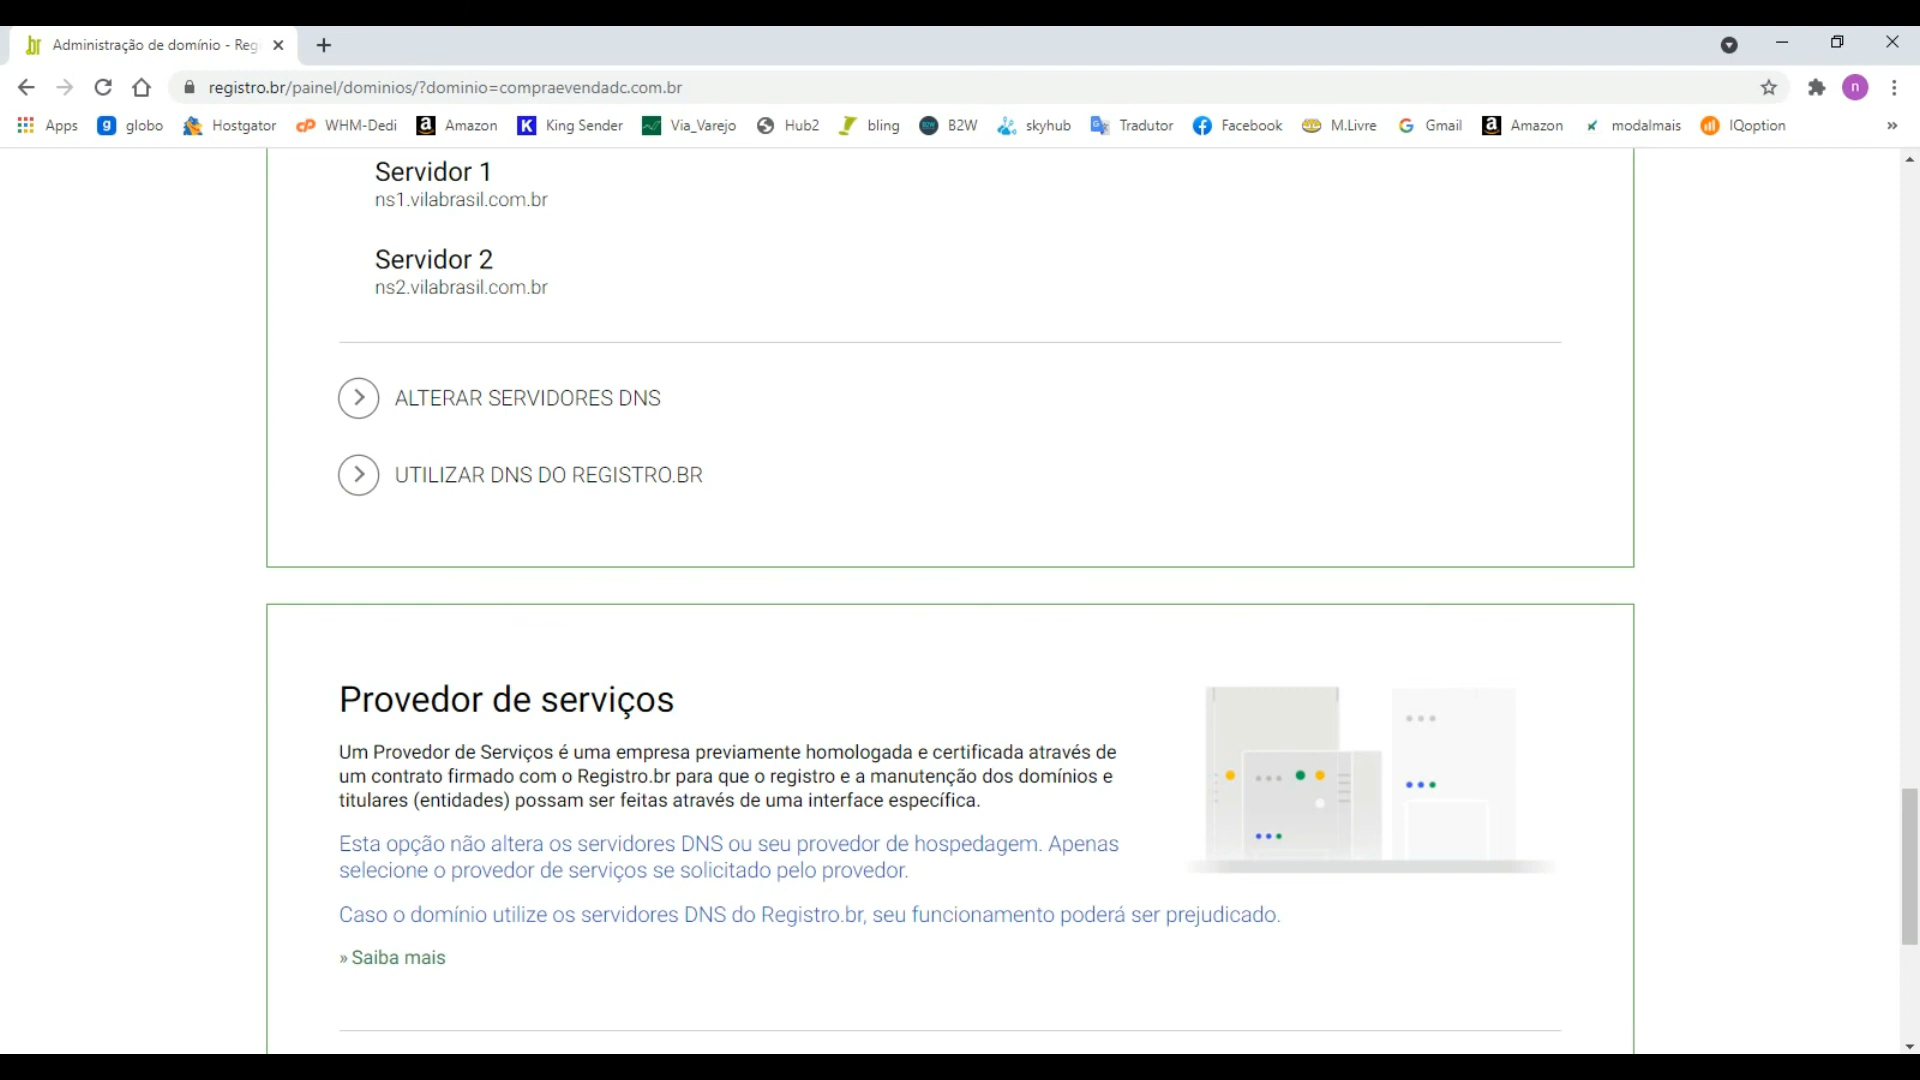 Administração de domínio - Reg
registro.br/painel/dominios/?dominio=compraevendadc.com.br
n
Apps globo Hostgator WHM-Dedi Amazon King Sender Via_Varejo Hub2 bling B2W skyhub Tradutor Facebook M.Livre Gmail Amazon modalmais IQoption »
Servidor 1
ns1.vilabrasil.com.br
Servidor 2
ns2.vilabrasil.com.br
ALTERAR SERVIDORES DNS
UTILIZAR DNS DO REGISTRO.BR
Provedor de serviços
Um Provedor de Serviços é uma empresa previamente homologada e certificada através de
um contrato firmado com o Registro.br para que o registro e a manutenção dos domínios e
titulares (entidades) possam ser feitas através de uma interface específica.
Esta opção não altera os servidores DNS ou seu provedor de hospedagem. Apenas
selecione o provedor de serviços se solicitado pelo provedor.
Caso o domínio utilize os servidores DNS do Registro.br, seu funcionamento poderá ser prejudicado.
» Saiba mais